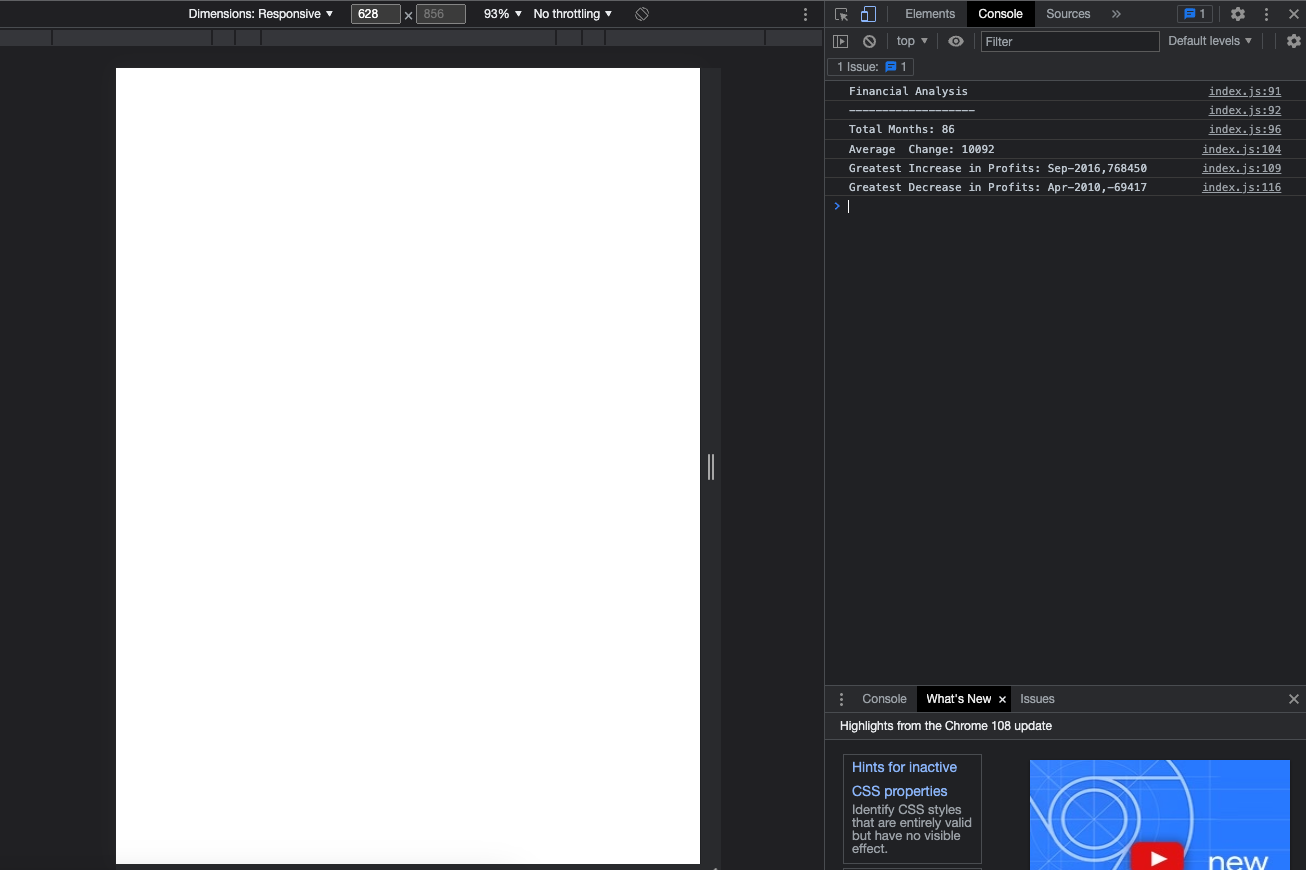 Dimensions: Responsive ▼ 628 × 856 93% ▼ No throttling ▼
Elements Console Sources » 1
top ▼ Filter Default levels ▼
1 Issue: 1
Financial Analysis index.js:91
------------------- index.js:92
Total Months: 86 index.js:96
Average  Change: 10092 index.js:104
Greatest Increase in Profits: Sep-2016,768450 index.js:109
Greatest Decrease in Profits: Apr-2010,-69417 index.js:116
>
Console What's New × Issues
Highlights from the Chrome 108 update
Hints for inactive
CSS properties
Identify CSS styles
that are entirely valid
but have no visible
effect.
new